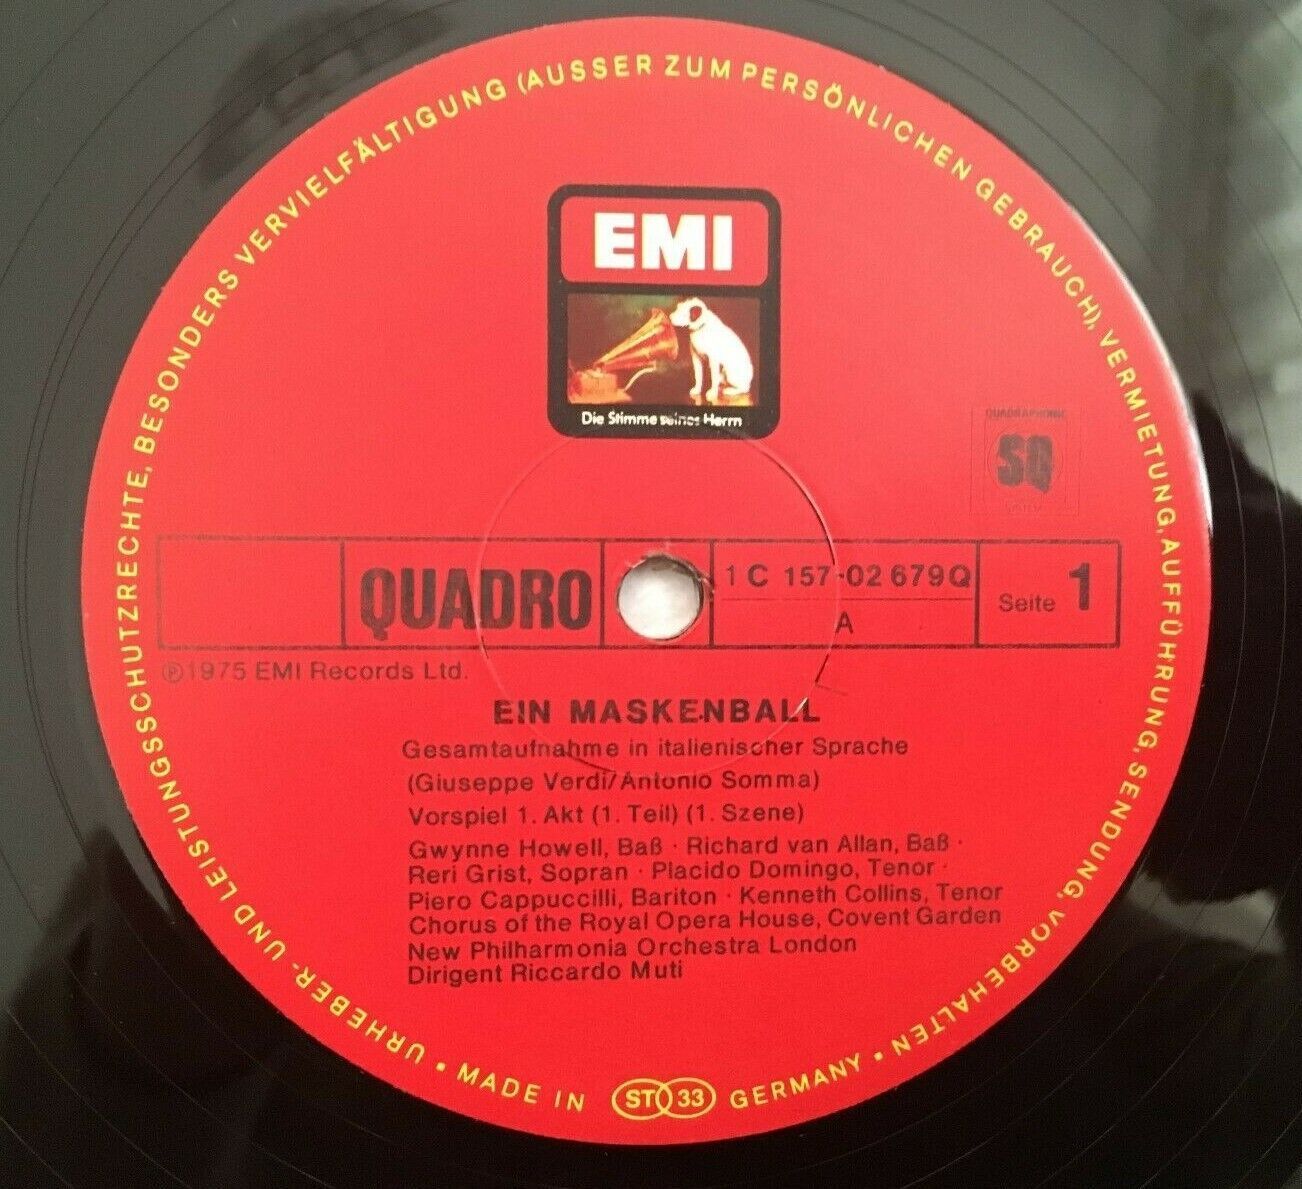 URHEBER- UND LEISTUNGSSCHUTZRECHTE, BESONDERS VERVIELFÄLTIGUNG (AUSSER ZUM PERSÖNLICHEN GEBRAUCH), VERMIETUNG, AUFFÜHRUNG, SENDUNG, VORBEHALTEN •
EMI
Die Stimme seines Herrn
QUADRAPHONIC
SQ
QUADRO
1 C 157-02 679Q
A
Seite 1
℗1975 EMI Records Ltd.
EIN MASKENBALL
Gesamtaufnahme in italienischer Sprache
(Giuseppe Verdi/Antonio Somma)
Vorspiel 1. Akt (1. Teil) (1. Szene)
Gwynne Howell, Baß · Richard van Allan, Baß ·
Reri Grist, Sopran · Placido Domingo, Tenor ·
Piero Cappuccilli, Bariton · Kenneth Collins, Tenor
Chorus of the Royal Opera House, Covent Garden
New Philharmonia Orchestra London
Dirigent Riccardo Muti
• MADE IN ST 33 GERMANY